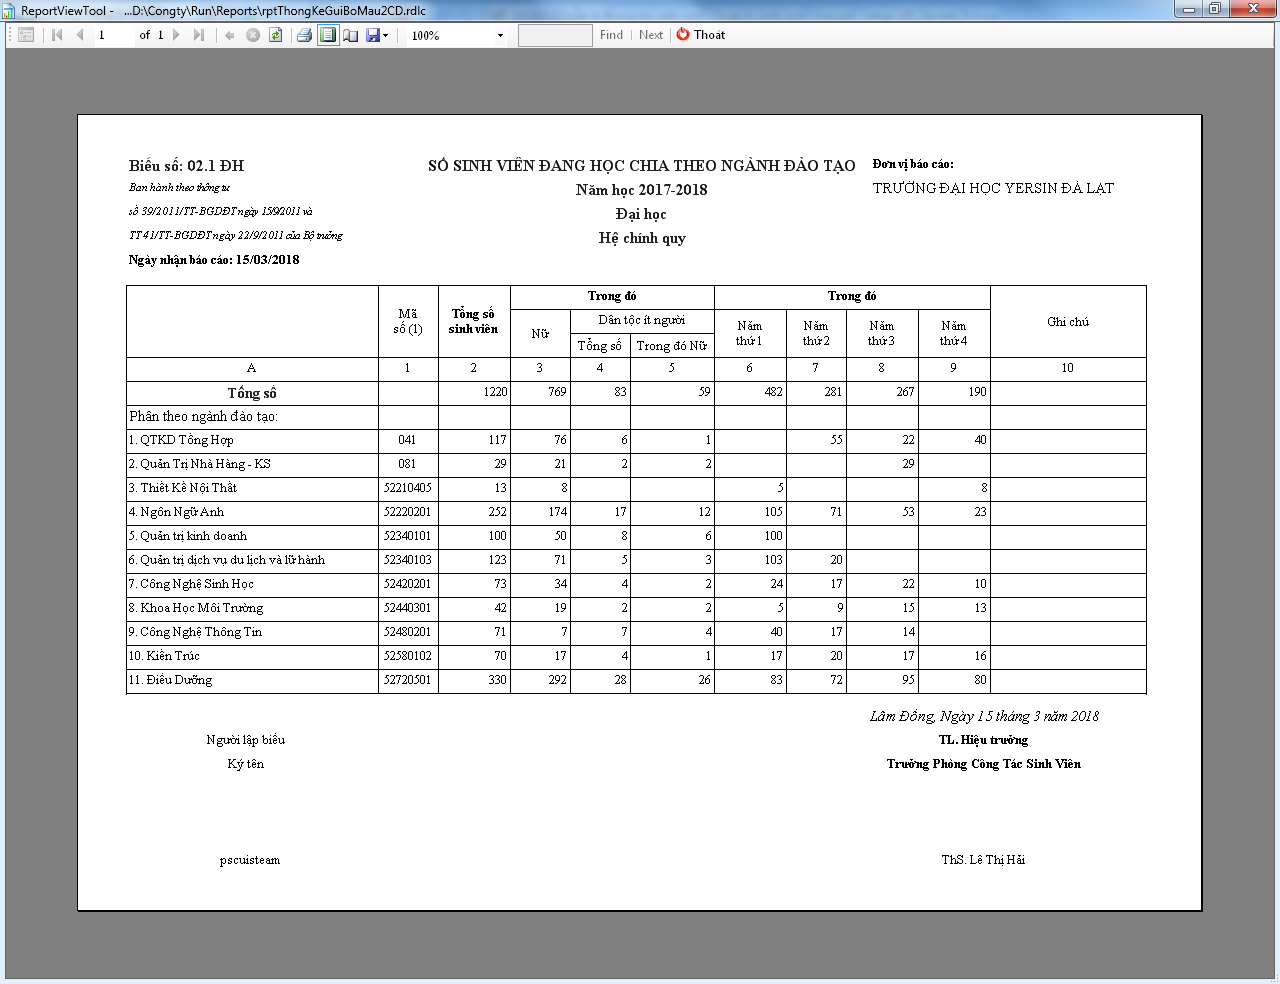 ReportViewTool - ...D:\Congty\Run\Reports\rptThongKeGuiBoMau2CD.rdlc
1 of 1 100% Find Next Thoát
Biểu số: 02.1 ĐH
Ban hành theo thông tư
số 39/2011/TT-BGDĐT ngày 15/9/2011 và
TT 41/TT-BGDĐT ngày 22/9/2011 của Bộ trưởng
Ngày nhận báo cáo: 15/03/2018
SỐ SINH VIÊN ĐANG HỌC CHIA THEO NGÀNH ĐÀO TẠO
Năm học 2017-2018
Đại học
Hệ chính quy
Đơn vị báo cáo:
TRƯỜNG ĐẠI HỌC YERSIN ĐÀ LẠT
Mã số (1) Tổng số sinh viên Trong đó Trong đó Ghi chú
Nữ Dân tộc ít người Năm thứ 1 Năm thứ 2 Năm thứ 3 Năm thứ 4
Tổng số Trong đó Nữ
A 1 2 3 4 5 6 7 8 9 10
Tổng số 1220 769 83 59 482 281 267 190
Phân theo ngành đào tạo:
1. QTKD Tổng Hợp 041 117 76 6 1 55 22 40
2. Quản Trị Nhà Hàng - KS 081 29 21 2 2 29
3. Thiết Kế Nội Thất 52210405 13 8 5 8
4. Ngôn Ngữ Anh 52220201 252 174 17 12 105 71 53 23
5. Quản trị kinh doanh 52340101 100 50 8 6 100
6. Quản trị dịch vụ du lịch và lữ hành 52340103 123 71 5 3 103 20
7. Công Nghệ Sinh Học 52420201 73 34 4 2 24 17 22 10
8. Khoa Học Môi Trường 52440301 42 19 2 2 5 9 15 13
9. Công Nghệ Thông Tin 52480201 71 7 7 4 40 17 14
10. Kiến Trúc 52580102 70 17 4 1 17 20 17 16
11. Điều Dưỡng 52720501 330 292 28 26 83 72 95 80
Lâm Đồng, Ngày 15 tháng 3 năm 2018
Người lập biểu TL. Hiệu trưởng
Ký tên Trưởng Phòng Công Tác Sinh Viên
pscuisteam ThS. Lê Thị Hải